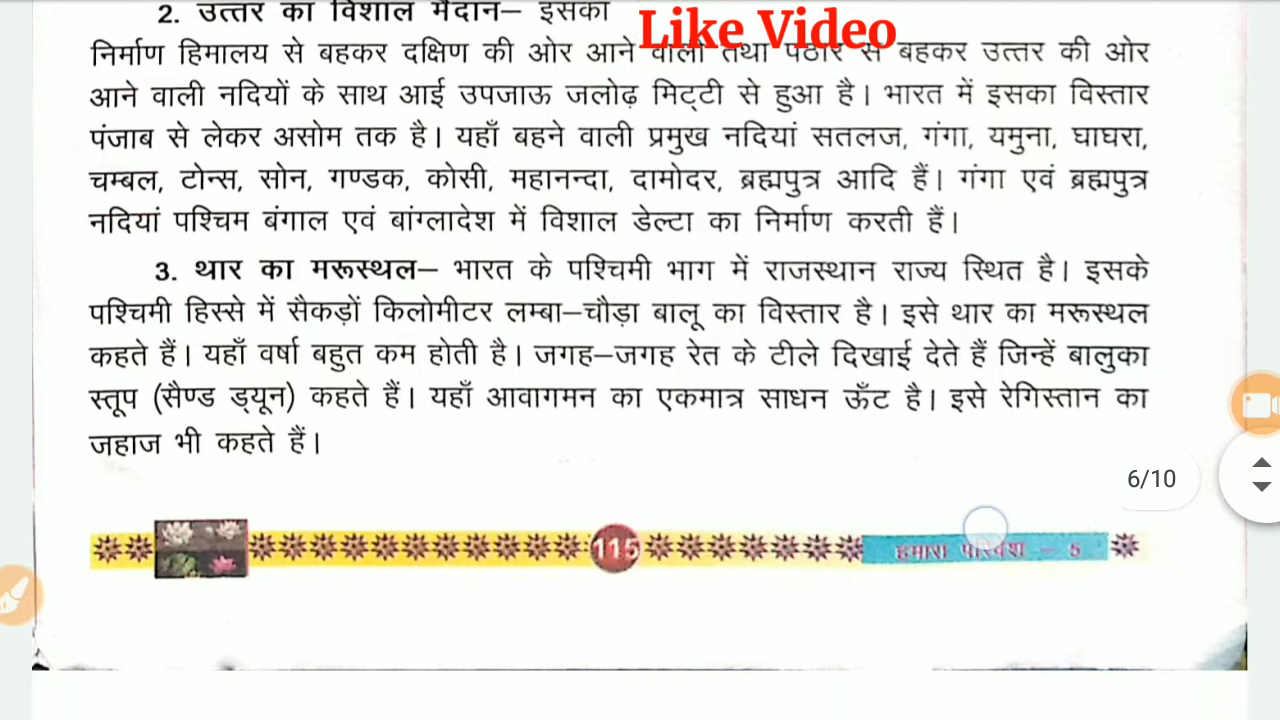 2. उत्तर का विशाल मैदान– इसका
Like Video
निर्माण हिमालय से बहकर दक्षिण की ओर आने वाली तथा पठार से बहकर उत्तर की ओर
आने वाली नदियों के साथ आई उपजाऊ जलोढ़ मिट्टी से हुआ है। भारत में इसका विस्तार
पंजाब से लेकर असोम तक है। यहाँ बहने वाली प्रमुख नदियां सतलज, गंगा, यमुना, घाघरा,
चम्बल, टोन्स, सोन, गण्डक, कोसी, महानन्दा, दामोदर, ब्रह्मपुत्र आदि हैं। गंगा एवं ब्रह्मपुत्र
नदियां पश्चिम बंगाल एवं बांग्लादेश में विशाल डेल्टा का निर्माण करती हैं।
3. थार का मरूस्थल– भारत के पश्चिमी भाग में राजस्थान राज्य स्थित है। इसके
पश्चिमी हिस्से में सैकड़ों किलोमीटर लम्बा–चौड़ा बालू का विस्तार है। इसे थार का मरूस्थल
कहते हैं। यहाँ वर्षा बहुत कम होती है। जगह–जगह रेत के टीले दिखाई देते हैं जिन्हें बालुका
स्तूप (सैण्ड ड्यून) कहते हैं। यहाँ आवागमन का एकमात्र साधन ऊँट है। इसे रेगिस्तान का
जहाज भी कहते हैं।
6/10
115
हमारा परिवेश – 5